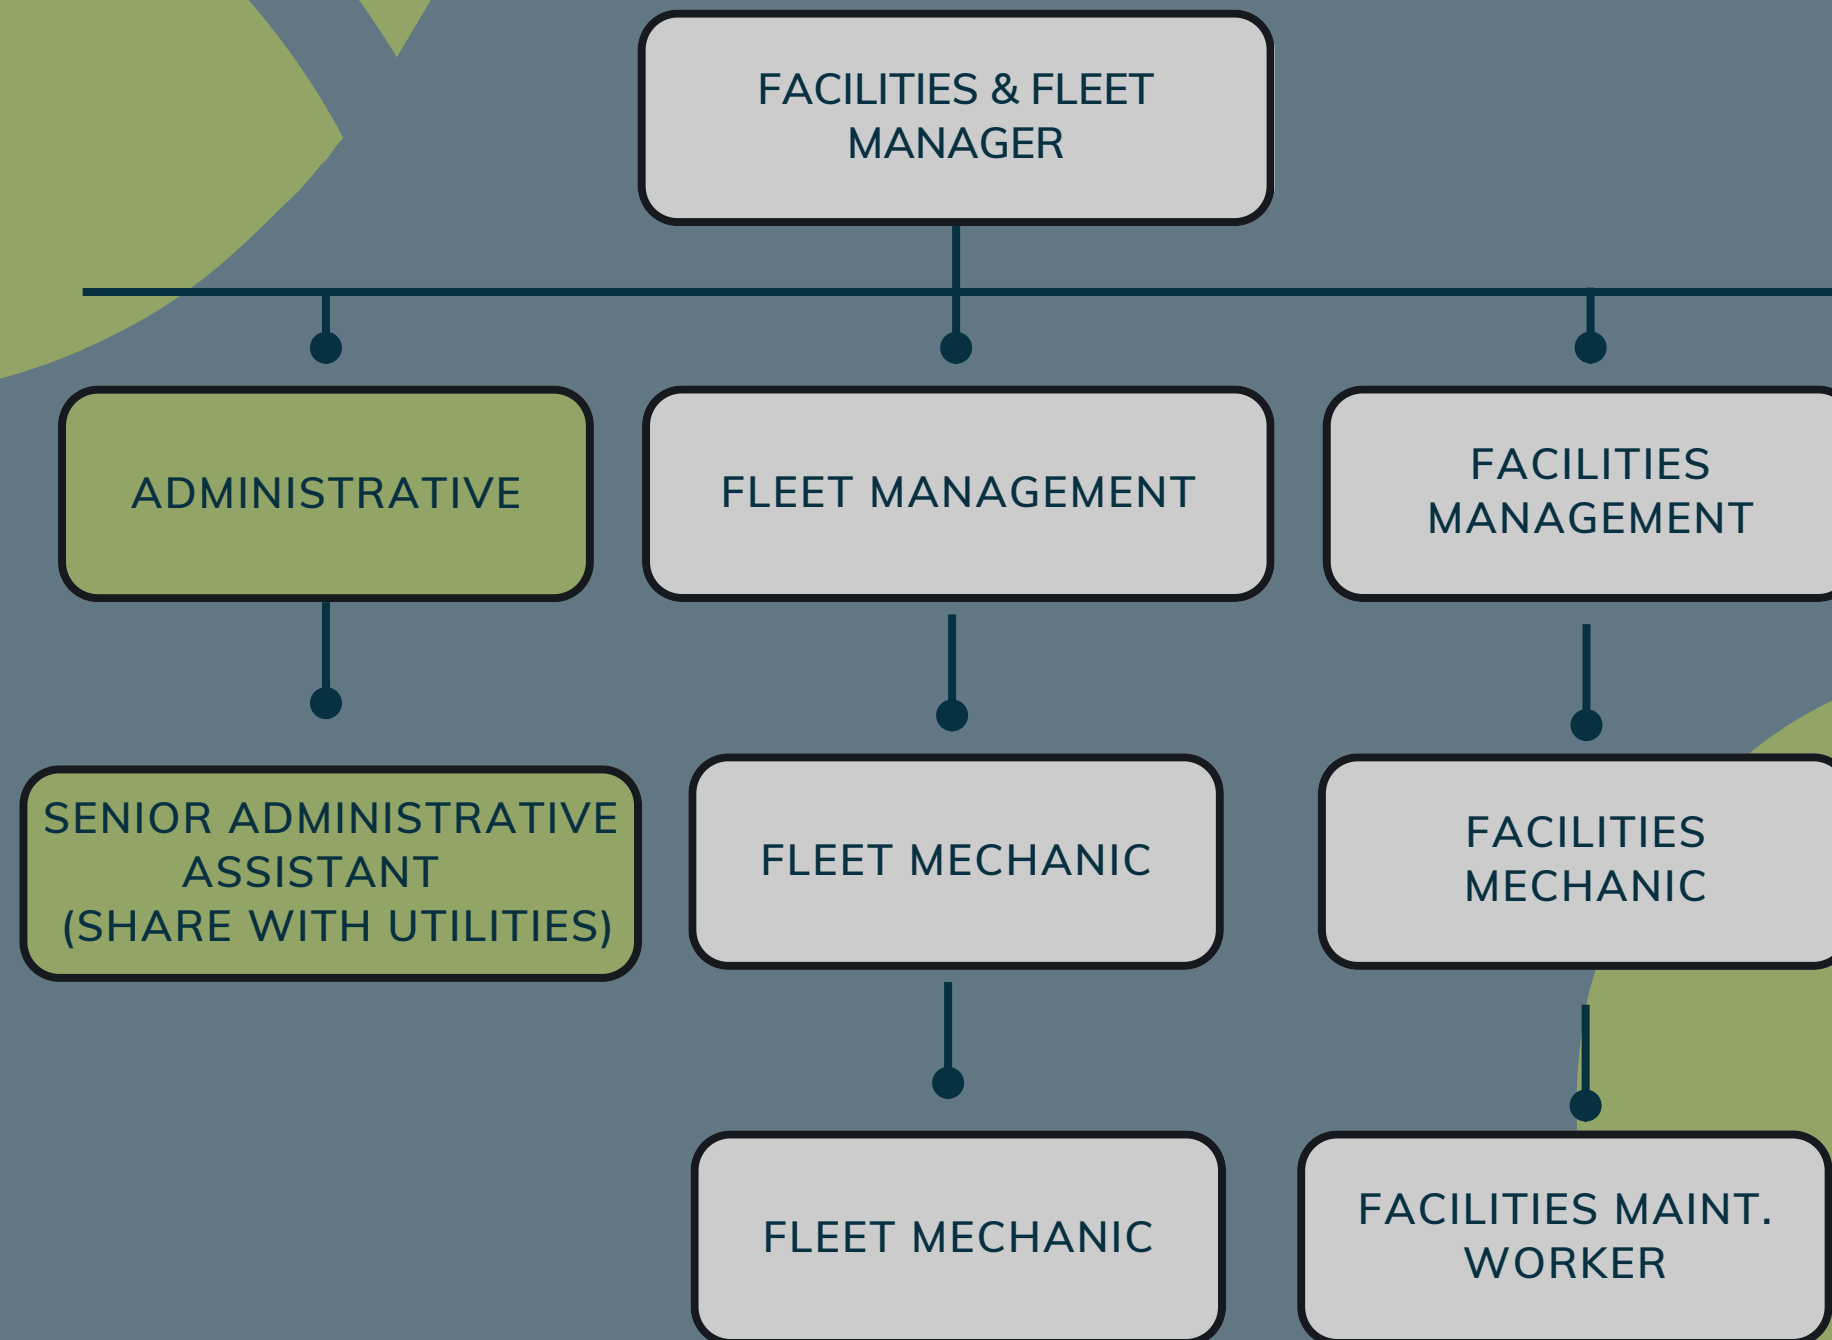 FACILITIES & FLEET
MANAGER
ADMINISTRATIVE
FLEET MANAGEMENT
FACILITIES
MANAGEMENT
SENIOR ADMINISTRATIVE
ASSISTANT
(SHARE WITH UTILITIES)
FLEET MECHANIC
FACILITIES
MECHANIC
FLEET MECHANIC
FACILITIES MAINT.
WORKER